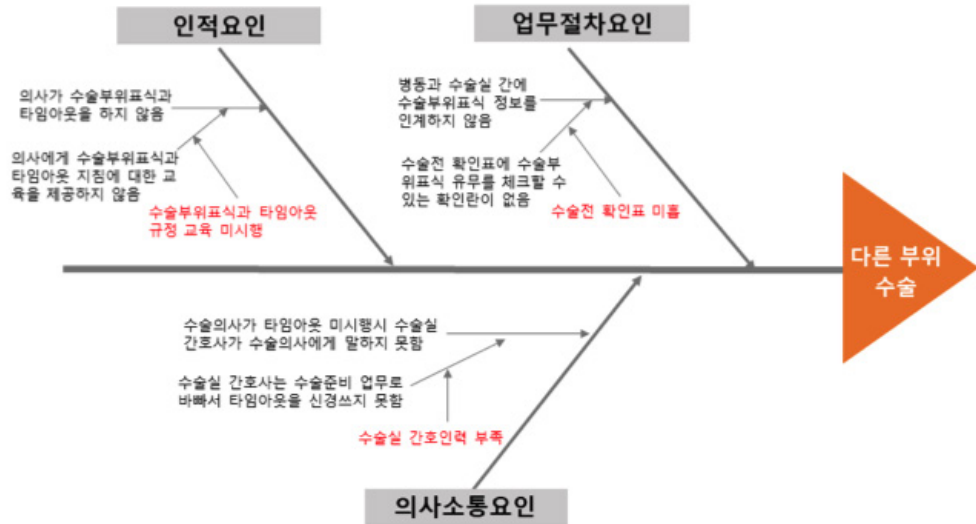 인적요인
의사가 수술부위표식과
타임아웃을 하지 않음
의사에게 수술부위표식과
타임아웃 지침에 대한 교
육을 제공하지 않음
수술부위표식과 타임아웃
규정 교육 미시행
업무절차요인
병동과 수술실 간에
수술부위표식 정보를
인계하지 않음
수술전 확인표에 수술부
위표식 유무를 체크할 수
있는 확인란이 없음
수술전 확인표 미흡
다른 부위
수술
수술의사가 타임아웃 미시행시 수술실
간호사가 수술의사에게 말하지 못함
수술실 간호사는 수술준비 업무로
바빠서 타임아웃을 신경쓰지 못함
수술실 간호인력 부족
의사소통요인